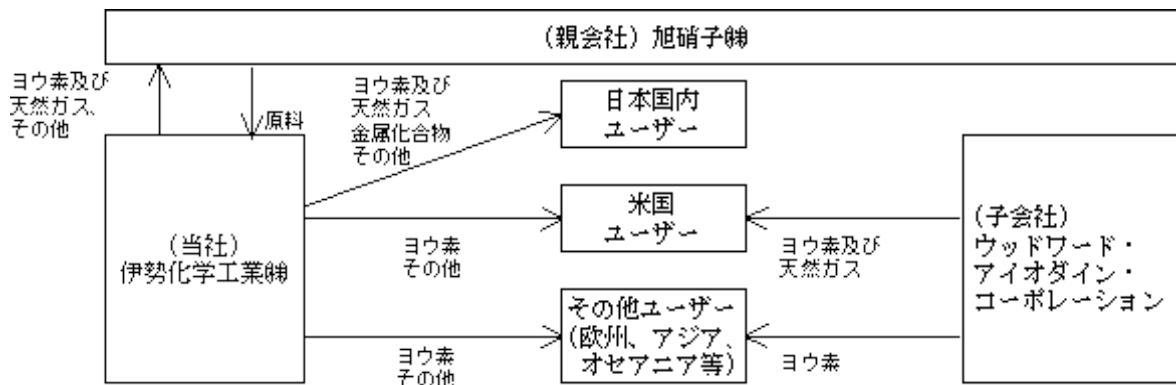 (親会社) 旭硝子㈱
ヨウ素及び
天然ガス、
その他
原料
ヨウ素及び
天然ガス
金属化合物
その他
日本国内
ユーザー
(当社)
伊勢化学工業㈱
ヨウ素
その他
米国
ユーザー
ヨウ素及び
天然ガス
(子会社)
ウッドワード・
アイオダイン・
コーポレーション
ヨウ素
その他
その他ユーザー
(欧州、アジア、
オセアニア等)
ヨウ素